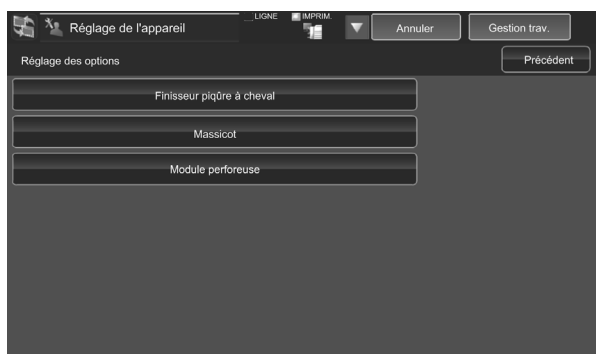 Réglage de l'appareil
LIGNE
IMPRIM.
Annuler
Gestion trav.
Réglage des options
Précédent
Finisseur piqûre à cheval
Massicot
Module perforeuse